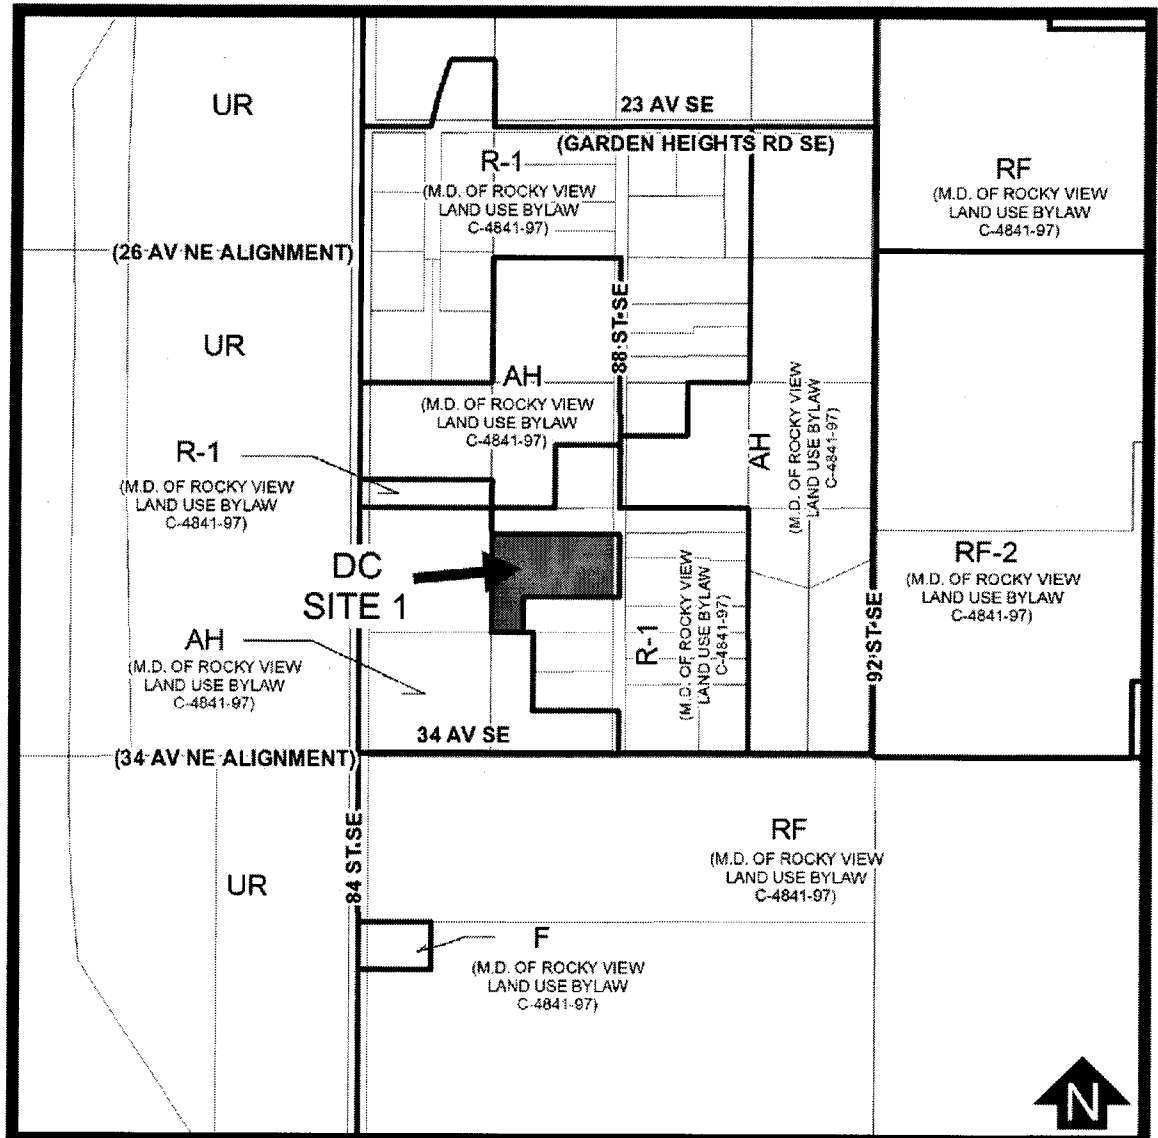 UR
23 AV SE
(GARDEN HEIGHTS RD SE)
R-1
(M.D. OF ROCKY VIEW
LAND USE BYLAW
C-4841-97)
RF
(M.D. OF ROCKY VIEW
LAND USE BYLAW
C-4841-97)
(26 AV NE ALIGNMENT)
UR
88 ST SE
AH
(M.D. OF ROCKY VIEW
LAND USE BYLAW
C-4841-97)
AH
(M.D. OF ROCKY VIEW
LAND USE BYLAW
C-4841-97)
R-1
(M.D. OF ROCKY VIEW
LAND USE BYLAW
C-4841-97)
DC
SITE 1
RF-2
(M.D. OF ROCKY VIEW
LAND USE BYLAW
C-4841-97)
R-1
(M.D. OF ROCKY VIEW
LAND USE BYLAW
C-4841-97)
92 ST SE
AH
(M.D. OF ROCKY VIEW
LAND USE BYLAW
C-4841-97)
34 AV SE
(34 AV NE ALIGNMENT)
84 ST SE
RF
(M.D. OF ROCKY VIEW
LAND USE BYLAW
C-4841-97)
UR
F
(M.D. OF ROCKY VIEW
LAND USE BYLAW
C-4841-97)
N